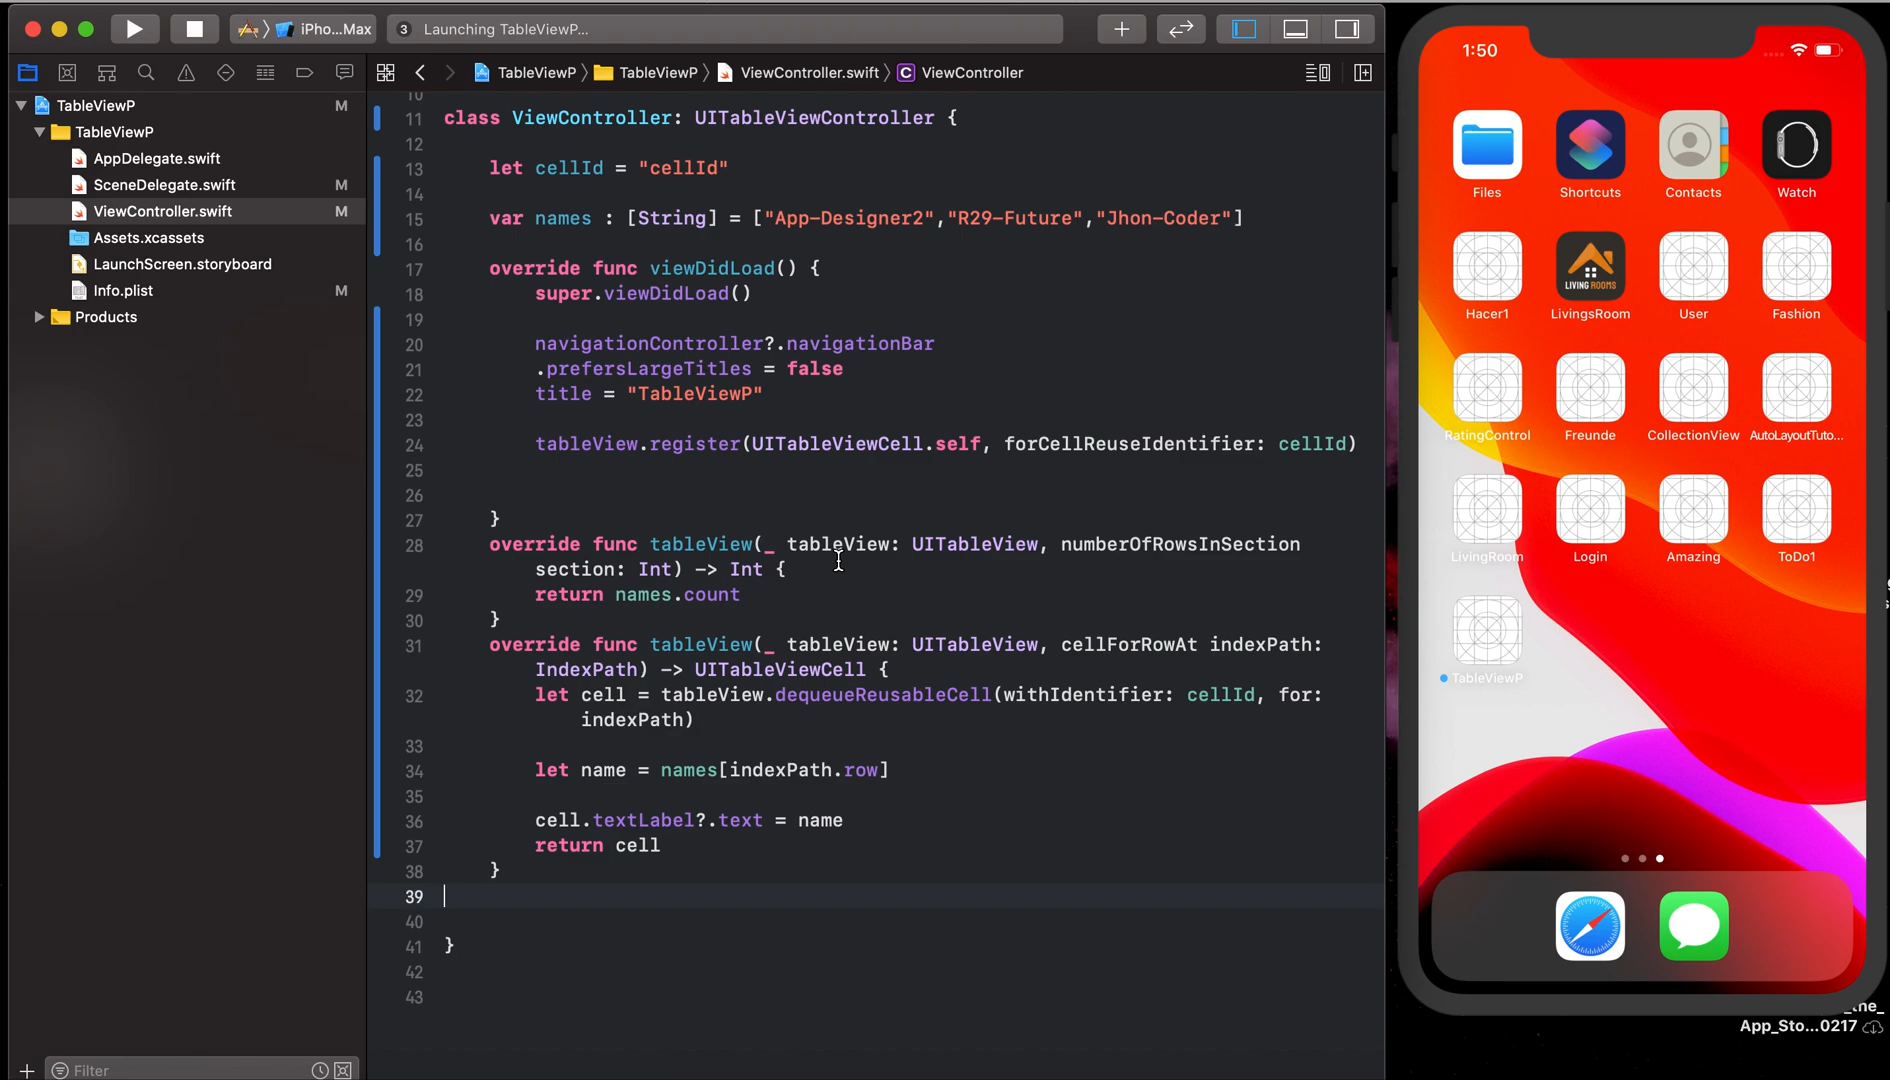 iPho...Max
3 Launching TableViewP...
TableViewP
TableViewP
ViewController.swift
C ViewController
TableViewP M
TableViewP
AppDelegate.swift
SceneDelegate.swift M
ViewController.swift M
Assets.xcassets
LaunchScreen.storyboard
Info.plist M
Products
Filter
10
11 class ViewController: UITableViewController {
12
13 let cellId = "cellId"
14
15 var names : [String] = ["App-Designer2","R29-Future","Jhon-Coder"]
16
17 override func viewDidLoad() {
18 super.viewDidLoad()
19
20 navigationController?.navigationBar
21 .prefersLargeTitles = false
22 title = "TableViewP"
23
24 tableView.register(UITableViewCell.self, forCellReuseIdentifier: cellId)
25
26
27 }
28 override func tableView(_ tableView: UITableView, numberOfRowsInSection
section: Int) -> Int {
29 return names.count
30 }
31 override func tableView(_ tableView: UITableView, cellForRowAt indexPath:
IndexPath) -> UITableViewCell {
32 let cell = tableView.dequeueReusableCell(withIdentifier: cellId, for:
indexPath)
33
34 let name = names[indexPath.row]
35
36 cell.textLabel?.text = name
37 return cell
38 }
39
40
41 }
42
43
1:50
Files Shortcuts Contacts Watch
LIVING ROOMS
Hacer1 LivingsRoom User Fashion
RatingControl Freunde CollectionView AutoLayoutTuto...
LivingRoom Login Amazing ToDo1
TableViewP
_the_
App_Sto...0217